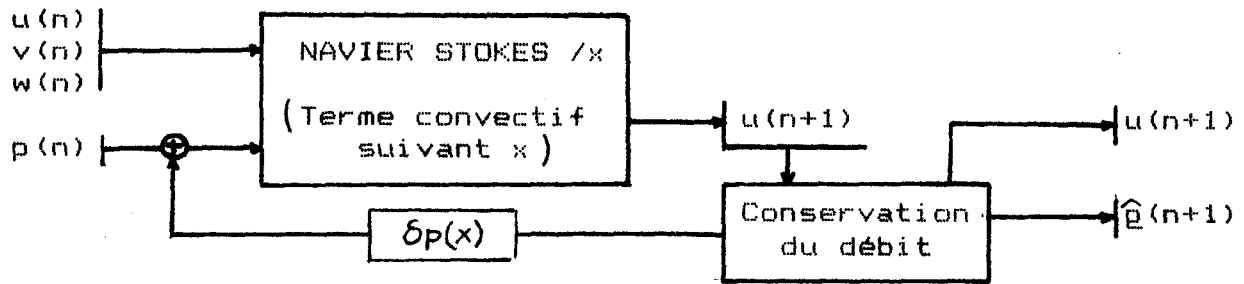 u(n)
v(n)
w(n)
p(n)
NAVIER STOKES /x
(Terme convectif
suivant x)
u(n+1)
δp(x)
Conservation
du débit
u(n+1)
p̂(n+1)